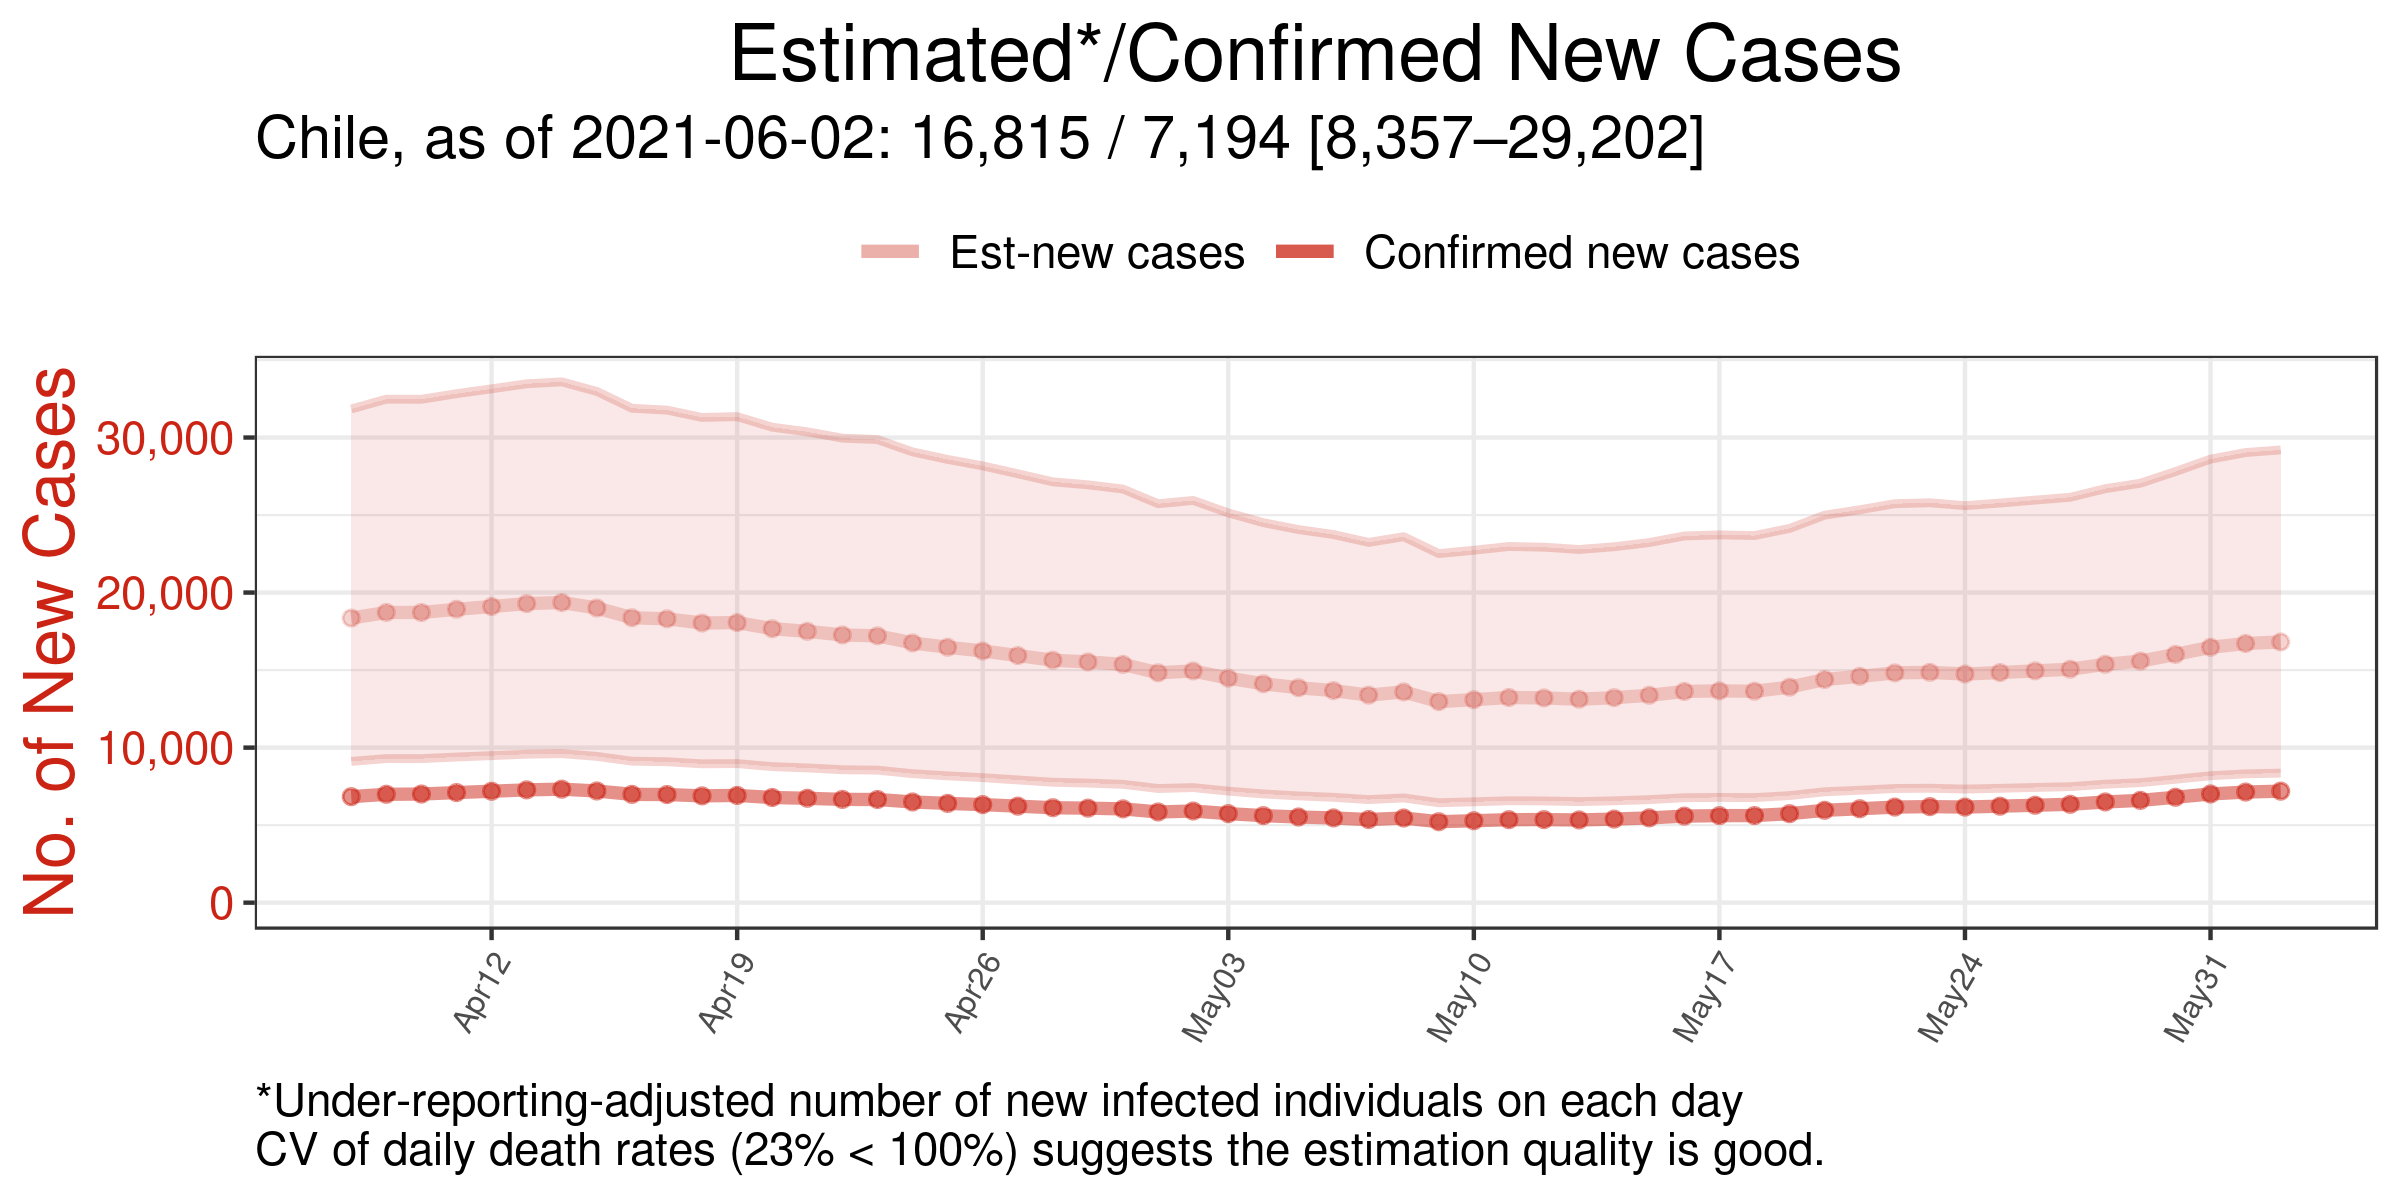 Estimated*/Confirmed New Cases
Chile, as of 2021-06-02: 16,815 / 7,194 [8,357–29,202]
Est-new cases
Confirmed new cases
No. of New Cases
30,000
20,000
10,000
0
Apr12
Apr19
Apr26
May03
May10
May17
May24
May31
*Under-reporting-adjusted number of new infected individuals on each day
CV of daily death rates (23% < 100%) suggests the estimation quality is good.